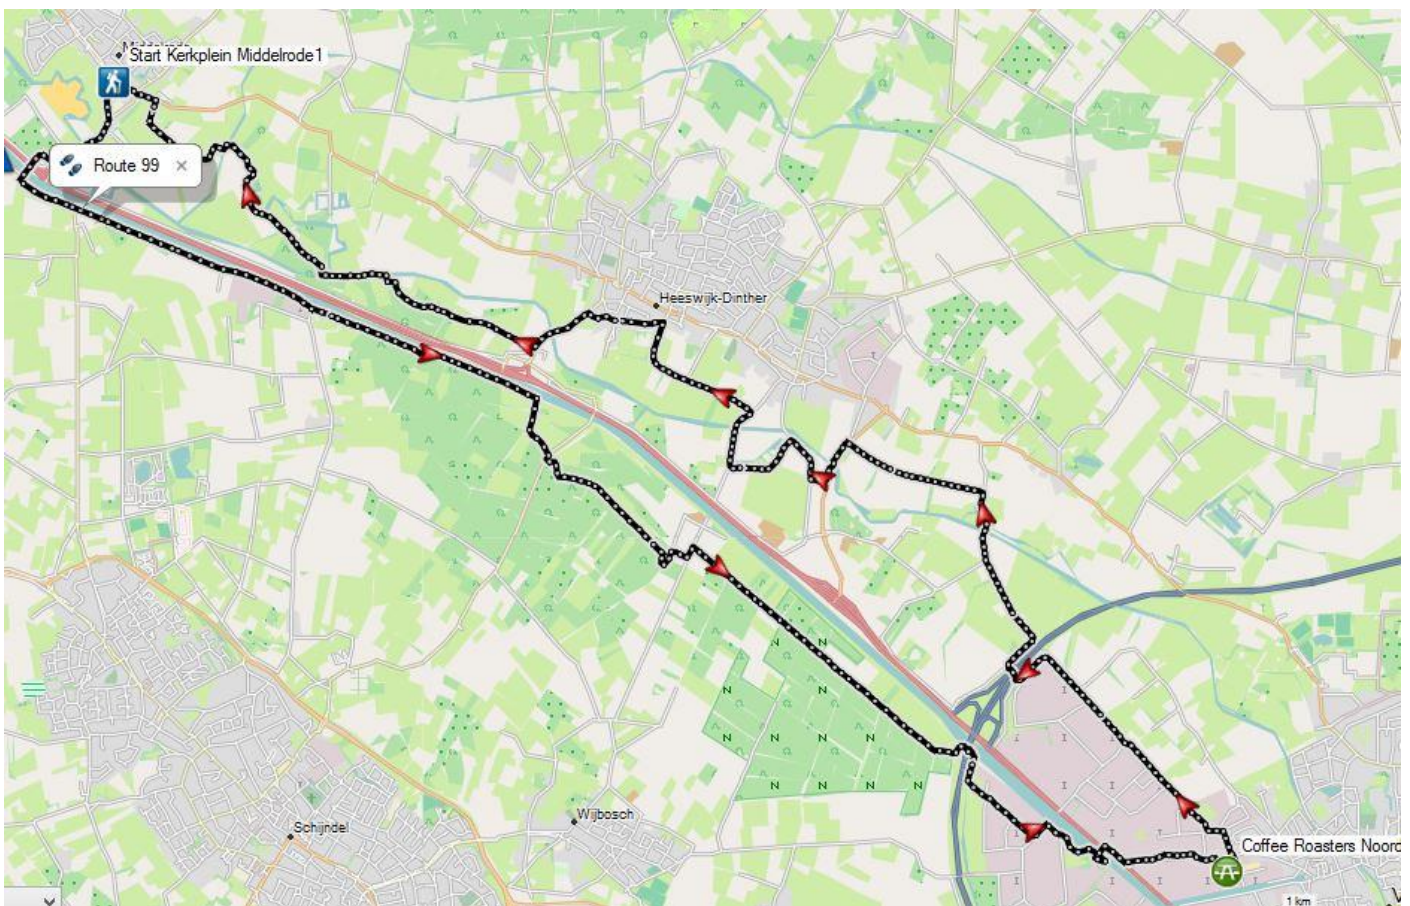 Start Kerkplein Middelrode1
Route 99
Heeswijk-Dinther
Wijbosch
Schijndel
Coffee Roasters Noord
1 km